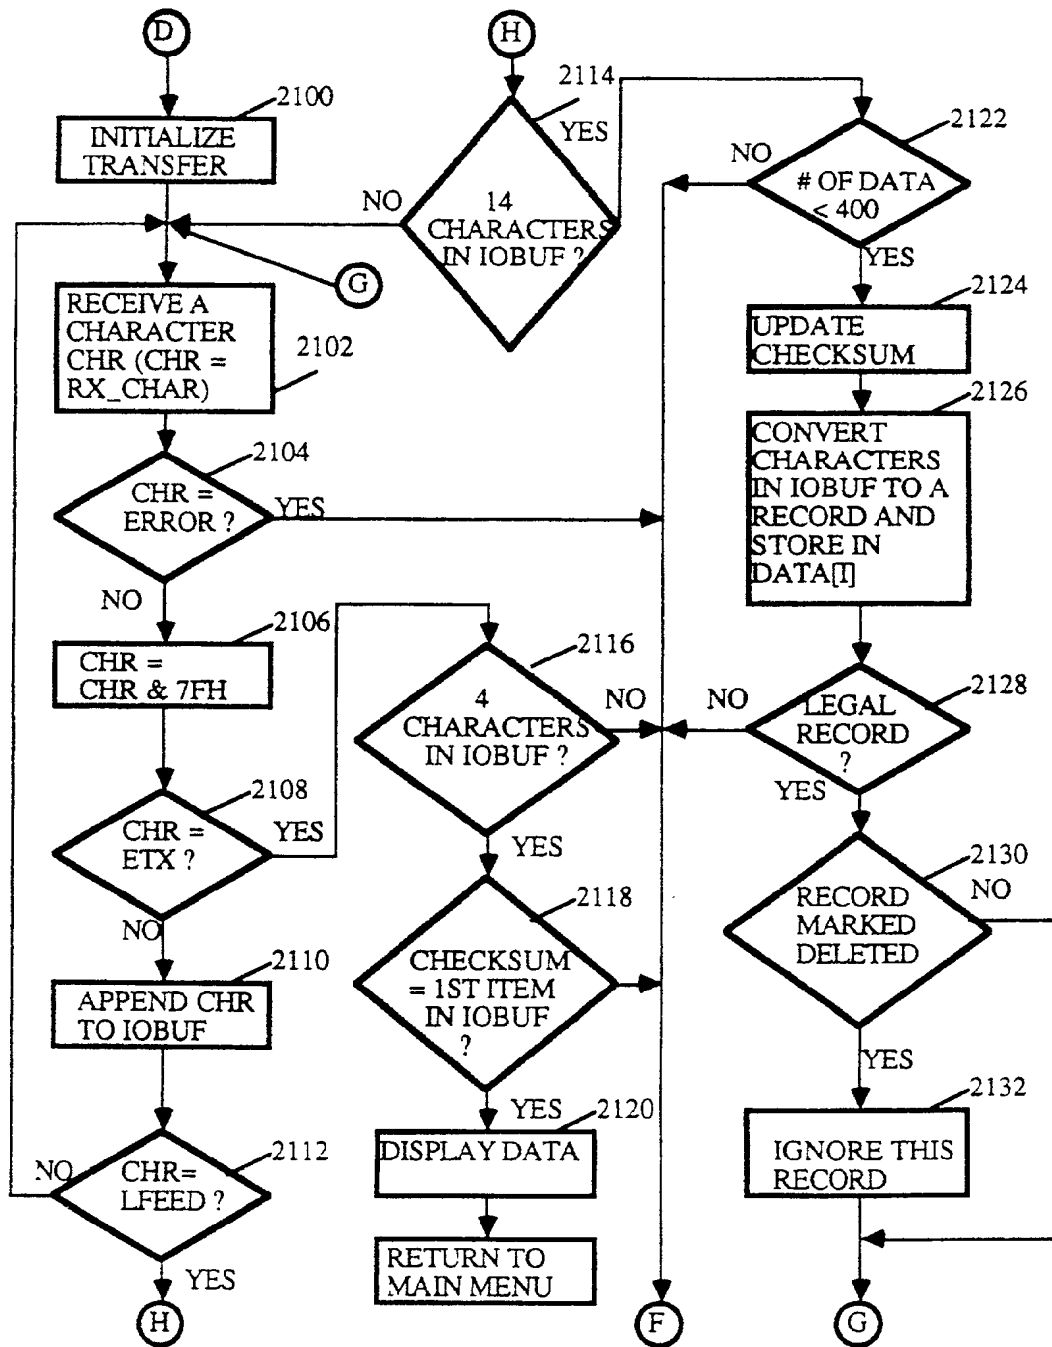 D
2100
INITIALIZE
TRANSFER
NO
G
RECEIVE A
CHARACTER
CHR (CHR =
RX_CHAR)
2102
2104
CHR =
ERROR ?
YES
NO
2106
CHR =
CHR & 7FH
2108
CHR =
ETX ?
YES
NO
2110
APPEND CHR
TO IOBUF
2112
CHR=
LFEED ?
NO
YES
H
H
2114
YES
14
CHARACTERS
IN IOBUF ?
2116
4
CHARACTERS
IN IOBUF ?
NO
YES
2118
CHECKSUM
= 1ST ITEM
IN IOBUF
?
YES
2120
DISPLAY DATA
RETURN TO
MAIN MENU
F
2122
NO
# OF DATA
< 400
YES
2124
UPDATE
CHECKSUM
2126
CONVERT
CHARACTERS
IN IOBUF TO A
RECORD AND
STORE IN
DATA[I]
2128
NO
LEGAL
RECORD
?
YES
2130
NO
RECORD
MARKED
DELETED
YES
2132
IGNORE THIS
RECORD
G